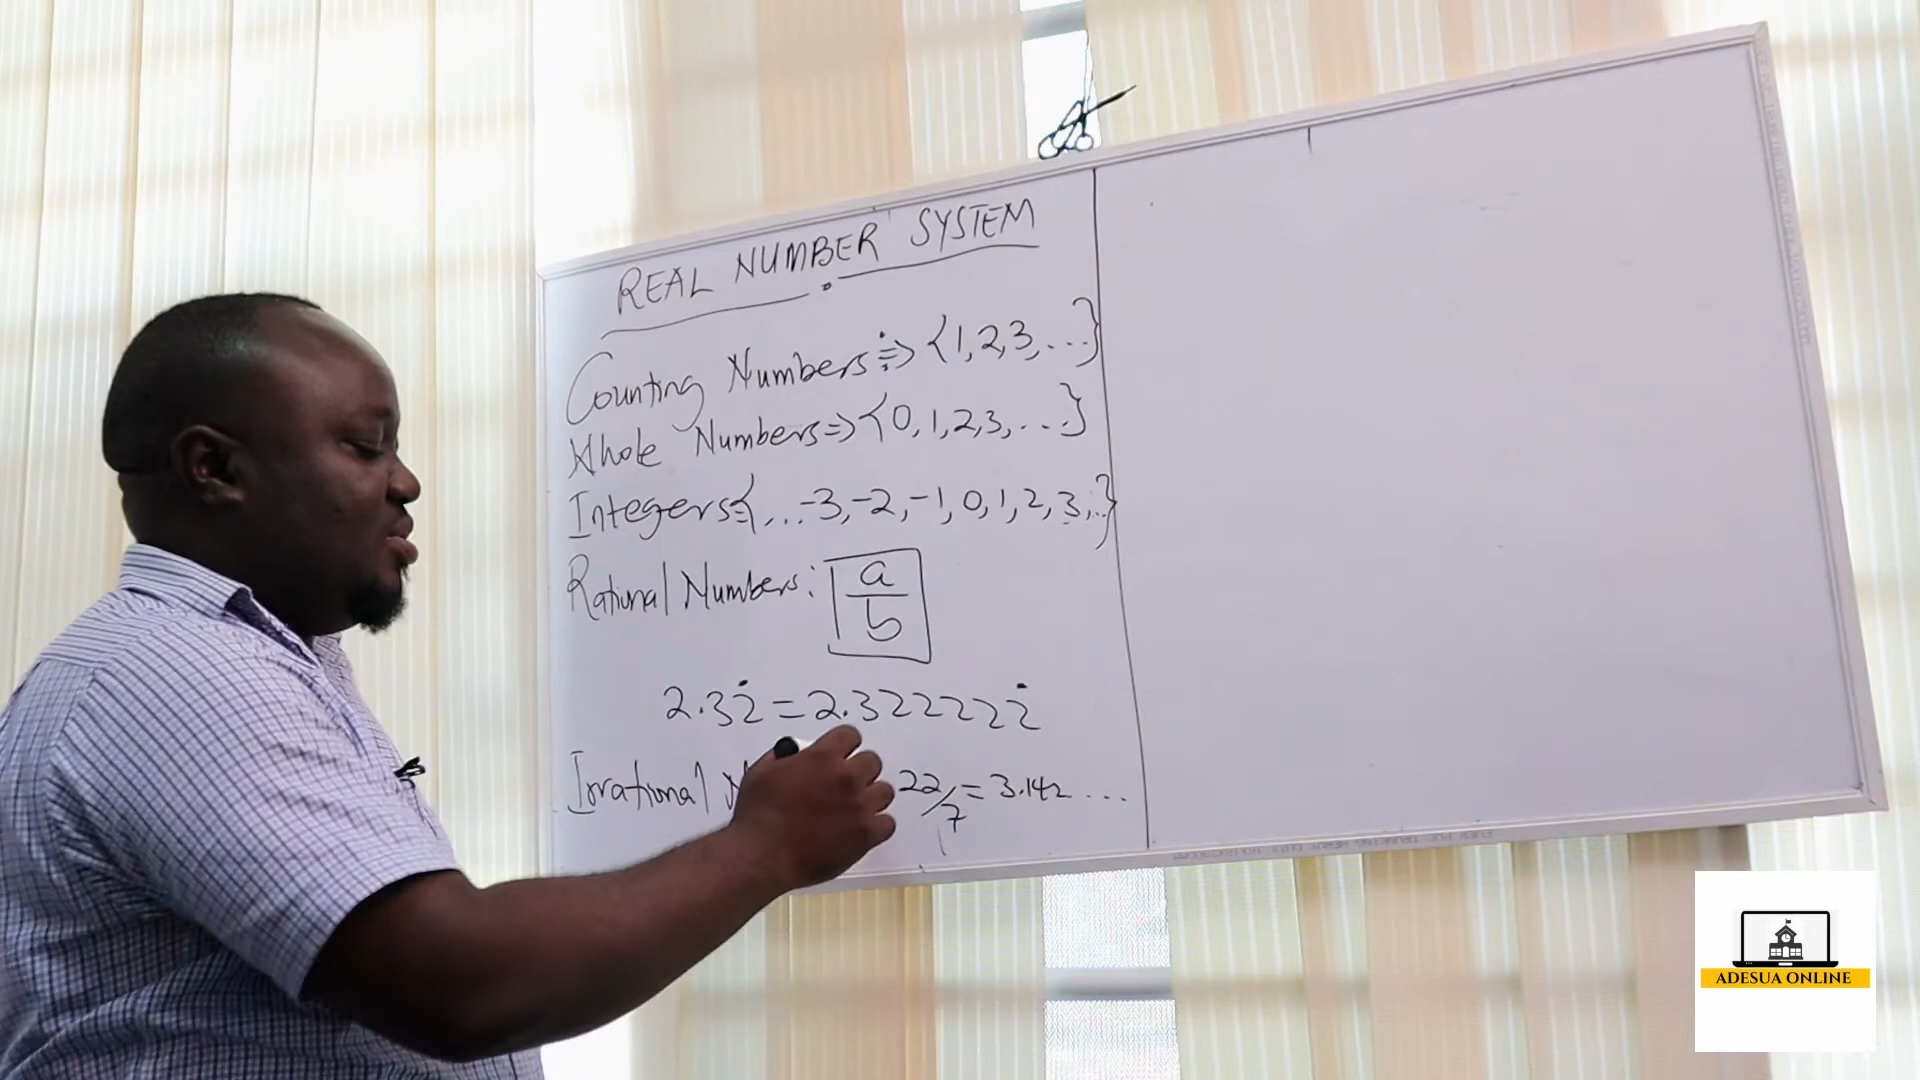 REAL NUMBER SYSTEM
Counting Numbers => {1,2,3,...}
Whole Numbers => {0,1,2,3,...}
Integers = {...-3,-2,-1,0,1,2,3,..}
Rational Numbers: a/b
2.32̇ = 2.3222222̇
Irrational 22/7 = 3.142...
ADESUA ONLINE